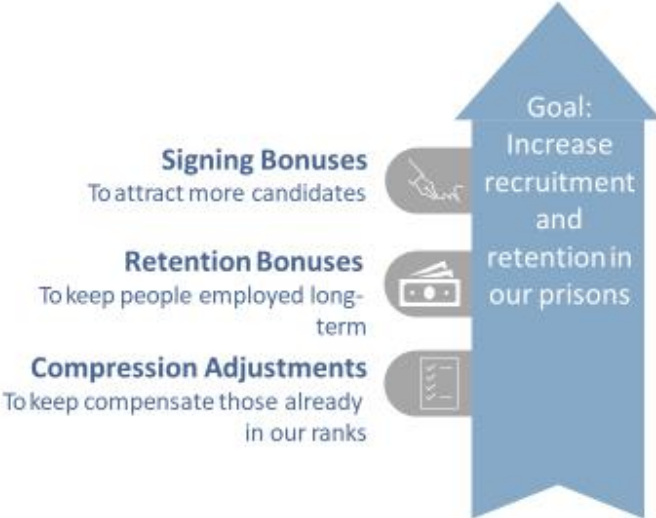 Signing Bonuses
To attract more candidates
Retention Bonuses
To keep people employed long-
term
Compression Adjustments
To keep compensate those already
in our ranks
Goal:
Increase
recruitment
and
retention in
our prisons